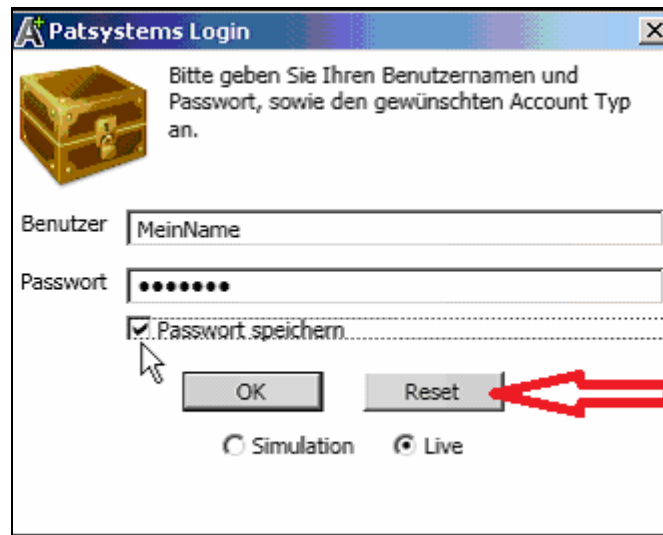 Patsystems Login
Bitte geben Sie Ihren Benutzernamen und
Passwort, sowie den gewünschten Account Typ
an.
Benutzer MeinName
Passwort •••••••
Passwort speichern
OK Reset
Simulation Live